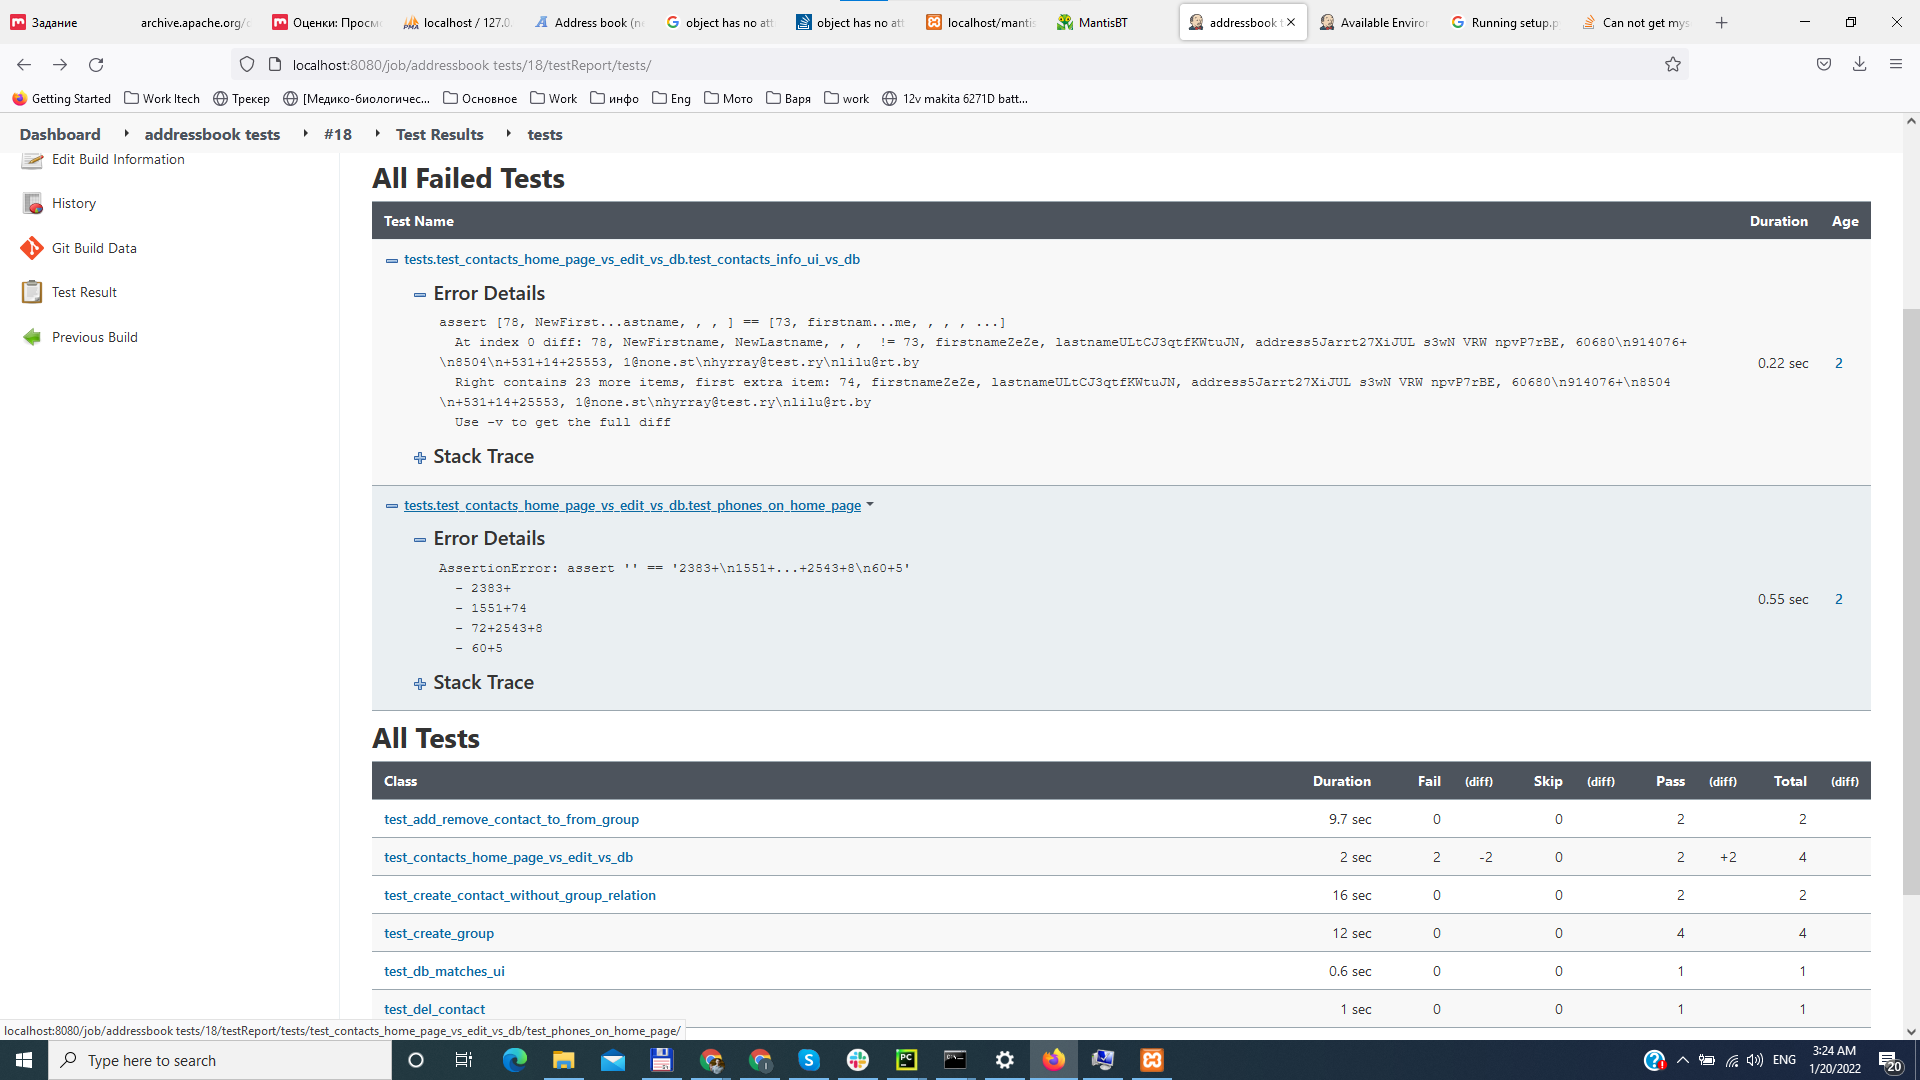 Задание
archive.apache.org/
Оценки: Просм
localhost / 127.0.
Address book (n
object has no att
object has no att
localhost/mantis
MantisBT
addressbook t
Available Environ
Running setup.p
Can not get mys
localhost:8080/job/addressbook tests/18/testReport/tests/
Getting Started
Work Itech
Трекер
[Медико-биологичес...
Основное
Work
инфо
Eng
Мото
Варя
work
12v makita 6271D batt...
Dashboard
addressbook tests
#18
Test Results
tests
Edit Build Information
History
Git Build Data
Test Result
Previous Build
All Failed Tests
Test Name Duration Age
tests.test_contacts_home_page_vs_edit_vs_db.test_contacts_info_ui_vs_db
Error Details
assert [78, NewFirst...astname, , , ] == [73, firstnam...me, , , , ...]
At index 0 diff: 78, NewFirstname, NewLastname, , ,  != 73, firstnameZeZe, lastnameULtCJ3qtfKWtuJN, address5Jarrt27XiJUL s3wN VRW npvP7rBE, 60680\n914076+
\n8504\n+531+14+25553, 1@none.st\nhyrray@test.ry\nlilu@rt.by
Right contains 23 more items, first extra item: 74, firstnameZeZe, lastnameULtCJ3qtfKWtuJN, address5Jarrt27XiJUL s3wN VRW npvP7rBE, 60680\n914076+\n8504
\n+531+14+25553, 1@none.st\nhyrray@test.ry\nlilu@rt.by
Use -v to get the full diff
0.22 sec 2
Stack Trace
tests.test_contacts_home_page_vs_edit_vs_db.test_phones_on_home_page
Error Details
AssertionError: assert '' == '2383+\n1551+...+2543+8\n60+5'
- 2383+
- 1551+74
- 72+2543+8
- 60+5
0.55 sec 2
Stack Trace
All Tests
Class Duration Fail (diff) Skip (diff) Pass (diff) Total (diff)
test_add_remove_contact_to_from_group 9.7 sec 0 0 2 2
test_contacts_home_page_vs_edit_vs_db 2 sec 2 -2 0 2 +2 4
test_create_contact_without_group_relation 16 sec 0 0 2 2
test_create_group 12 sec 0 0 4 4
test_db_matches_ui 0.6 sec 0 0 1 1
test_del_contact 1 sec 0 0 1 1
localhost:8080/job/addressbook tests/18/testReport/tests/test_contacts_home_page_vs_edit_vs_db/test_phones_on_home_page/
Type here to search
ENG
3:24 AM
1/20/2022
20